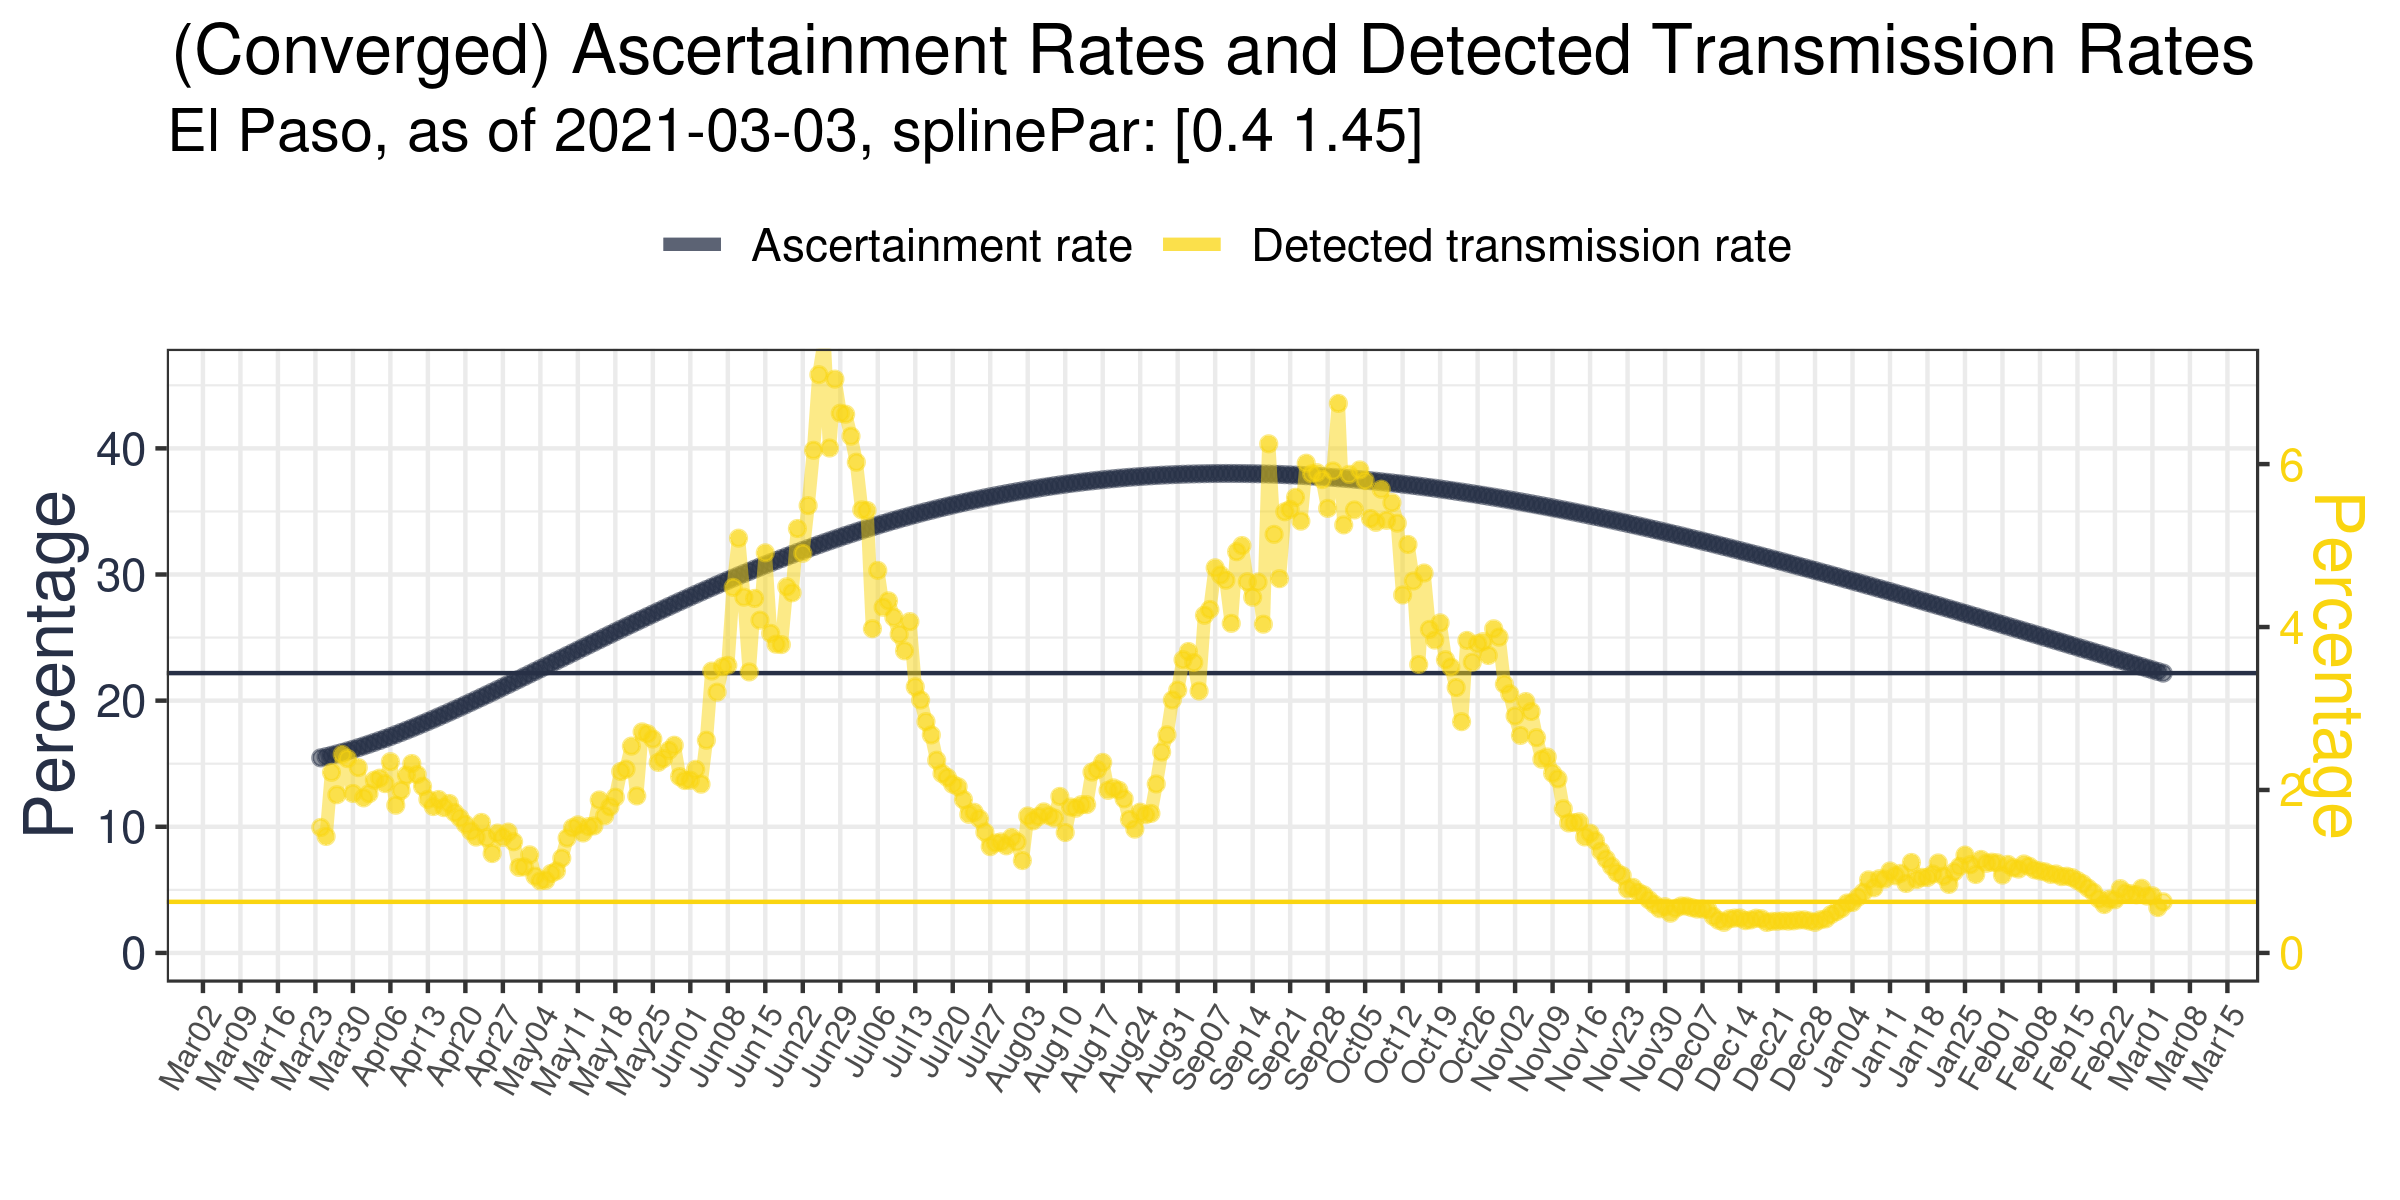 (Converged) Ascertainment Rates and Detected Transmission Rates
El Paso, as of 2021-03-03, splinePar: [0.4 1.45]
Ascertainment rate
Detected transmission rate
Percentage
40
30
20
10
0
6
4
2
0
Percentage
Mar02
Mar09
Mar16
Mar23
Mar30
Apr06
Apr13
Apr20
Apr27
May04
May11
May18
May25
Jun01
Jun08
Jun15
Jun22
Jun29
Jul06
Jul13
Jul20
Jul27
Aug03
Aug10
Aug17
Aug24
Aug31
Sep07
Sep14
Sep21
Sep28
Oct05
Oct12
Oct19
Oct26
Nov02
Nov09
Nov16
Nov23
Nov30
Dec07
Dec14
Dec21
Dec28
Jan04
Jan11
Jan18
Jan25
Feb01
Feb08
Feb15
Feb22
Mar01
Mar08
Mar15